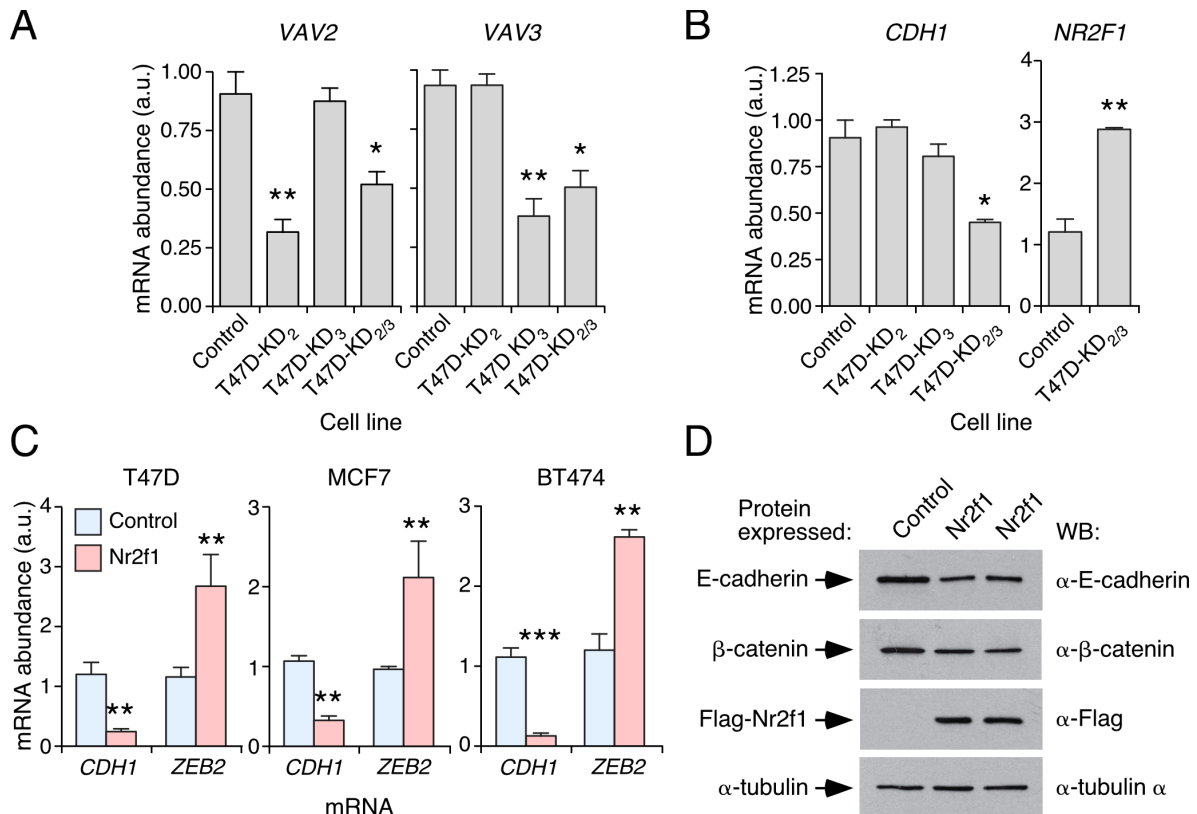 A
VAV2
VAV3
mRNA abundance (a.u.)
1.00
0.75
0.50
0.25
0.00
**
*
**
*
Control
T47D-KD2
T47D-KD3
T47D-KD2/3
Control
T47D-KD2
T47D KD3
T47D-KD2/3
Cell line
B
CDH1
NR2F1
mRNA abundance (a.u.)
1.25
1.00
0.75
0.50
0.25
0.00
*
4
3
2
1
0
**
Control
T47D-KD2
T47D-KD3
T47D-KD2/3
Control
T47D-KD2/3
Cell line
C
T47D
MCF7
BT474
mRNA abundance (a.u.)
4
3
2
1
0
Control
Nr2f1
**
**
CDH1
ZEB2
3
2
1
0
**
**
CDH1
ZEB2
3
2
1
0
***
**
CDH1
ZEB2
mRNA
D
Protein
expressed:
Control
Nr2f1
Nr2f1
WB:
E-cadherin
α-E-cadherin
β-catenin
α-β-catenin
Flag-Nr2f1
α-Flag
α-tubulin
α-tubulin α